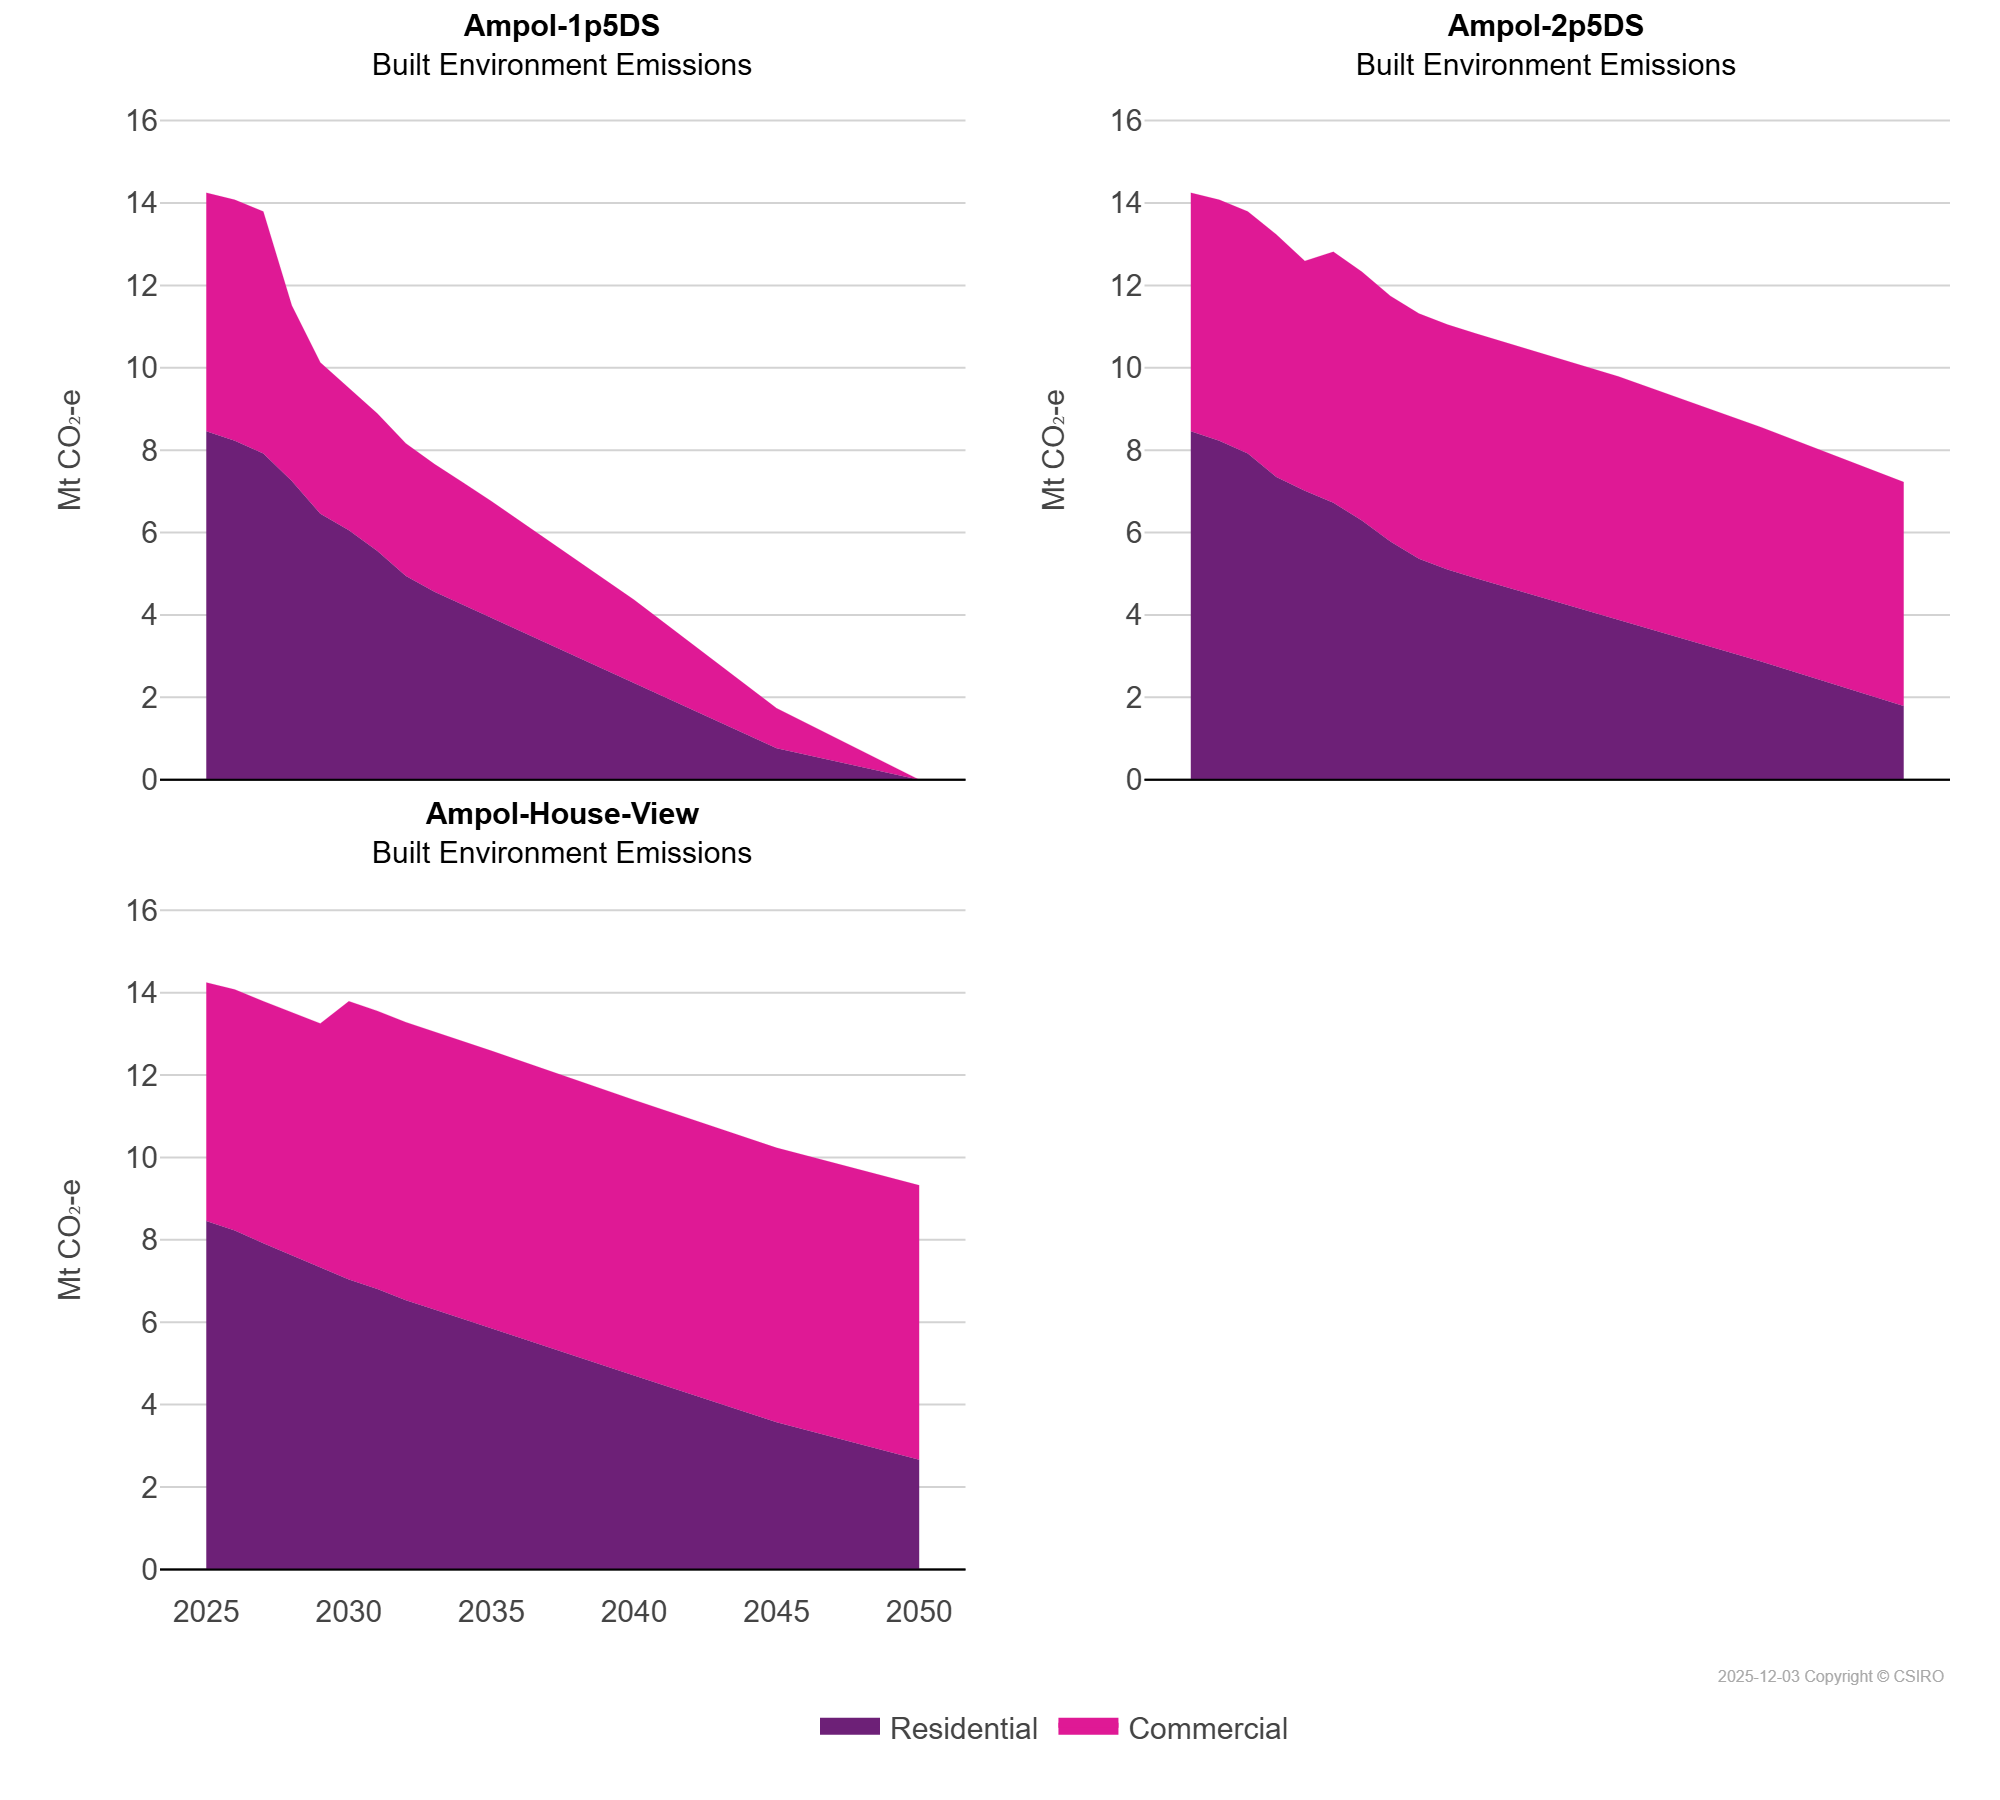 Ampol-1p5DS
Built Environment Emissions
16
14
12
10
8
6
4
2
0
Mt CO₂-e
Ampol-2p5DS
Built Environment Emissions
16
14
12
10
8
6
4
2
0
Mt CO₂-e
Ampol-House-View
Built Environment Emissions
16
14
12
10
8
6
4
2
0
Mt CO₂-e
2025 2030 2035 2040 2045 2050
2025-12-03 Copyright © CSIRO
Residential Commercial